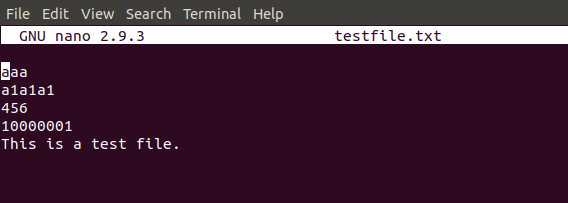 File Edit View Search Terminal Help
GNU nano 2.9.3 testfile.txt
aaa
a1a1a1
456
10000001
This is a test file.